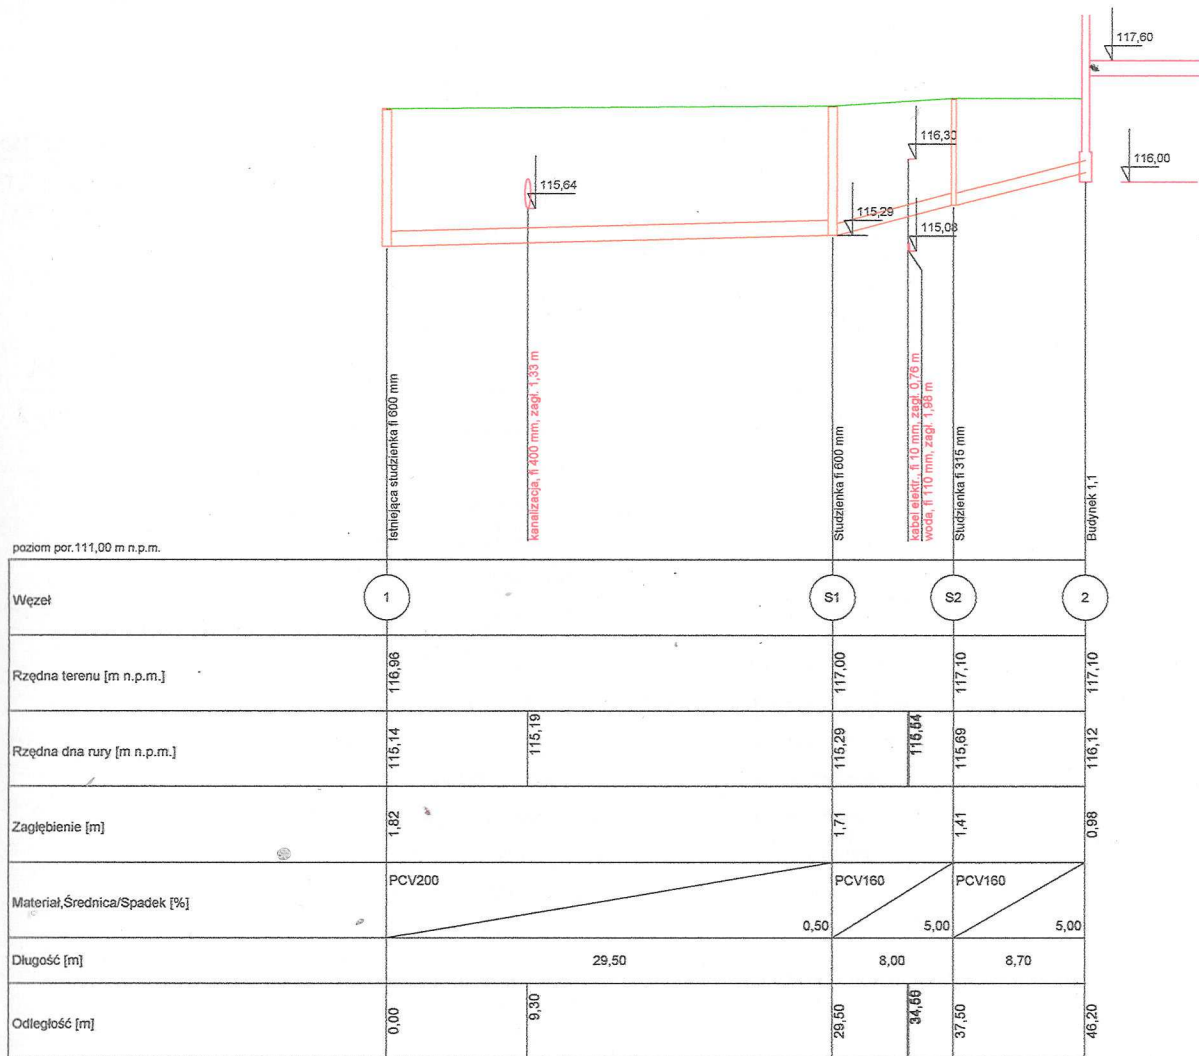 117,60
116,30
116,00
115,64
115,29
115,08
Istniejąca studzienka fi 600 mm
kanalizacja, fi 400 mm, zagł. 1,33 m
Studzienka fi 600 mm
kabel elektr., fi 10 mm, zagł. 0,76 m
woda, fi 110 mm, zagł. 1,98 m
Studzienka fi 315 mm
Budynek 1,1
poziom por.111,00 m n.p.m.
Węzeł 1 S1 S2 2
Rzędna terenu [m n.p.m.] 116,96 117,00 117,10 117,10
Rzędna dna rury [m n.p.m.] 115,14 115,19 115,29 115,69 116,12
Zagłębienie [m] 1,82 1,71 1,41 0,98
PCV200 PCV160 PCV160
Materiał,Średnica/Spadek [%]
0,50 5,00 5,00
Długość [m] 29,50 8,00 8,70
Odległość [m] 0,00 9,30 29,50 37,50 46,20